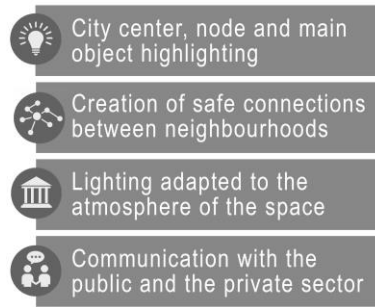 City center, node and main
object highlighting
Creation of safe connections
between neighbourhoods
Lighting adapted to the
atmosphere of the space
Communication with the
public and the private sector